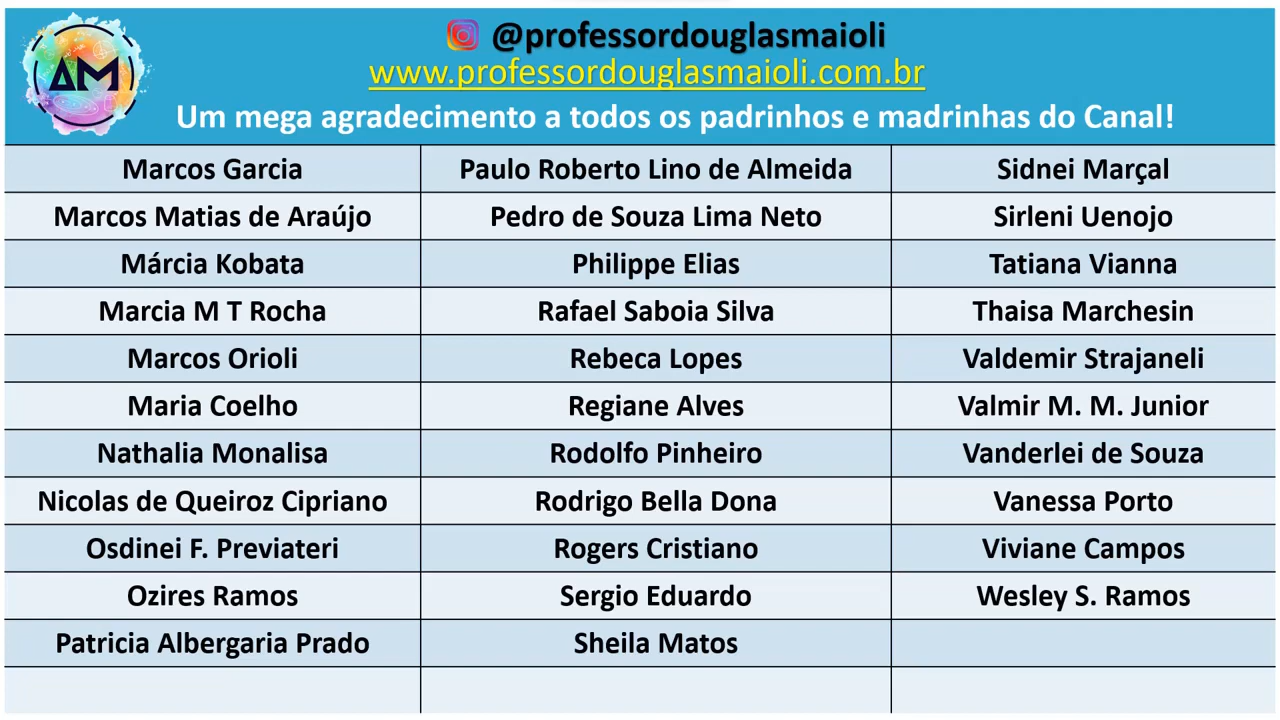 ΔM
@professordouglasmaioli
www.professordouglasmaioli.com.br
Um mega agradecimento a todos os padrinhos e madrinhas do Canal!
Marcos Garcia Paulo Roberto Lino de Almeida Sidnei Marçal
Marcos Matias de Araújo Pedro de Souza Lima Neto Sirleni Uenojo
Márcia Kobata Philippe Elias Tatiana Vianna
Marcia M T Rocha Rafael Saboia Silva Thaisa Marchesin
Marcos Orioli Rebeca Lopes Valdemir Strajaneli
Maria Coelho Regiane Alves Valmir M. M. Junior
Nathalia Monalisa Rodolfo Pinheiro Vanderlei de Souza
Nicolas de Queiroz Cipriano Rodrigo Bella Dona Vanessa Porto
Osdinei F. Previateri Rogers Cristiano Viviane Campos
Ozires Ramos Sergio Eduardo Wesley S. Ramos
Patricia Albergaria Prado Sheila Matos